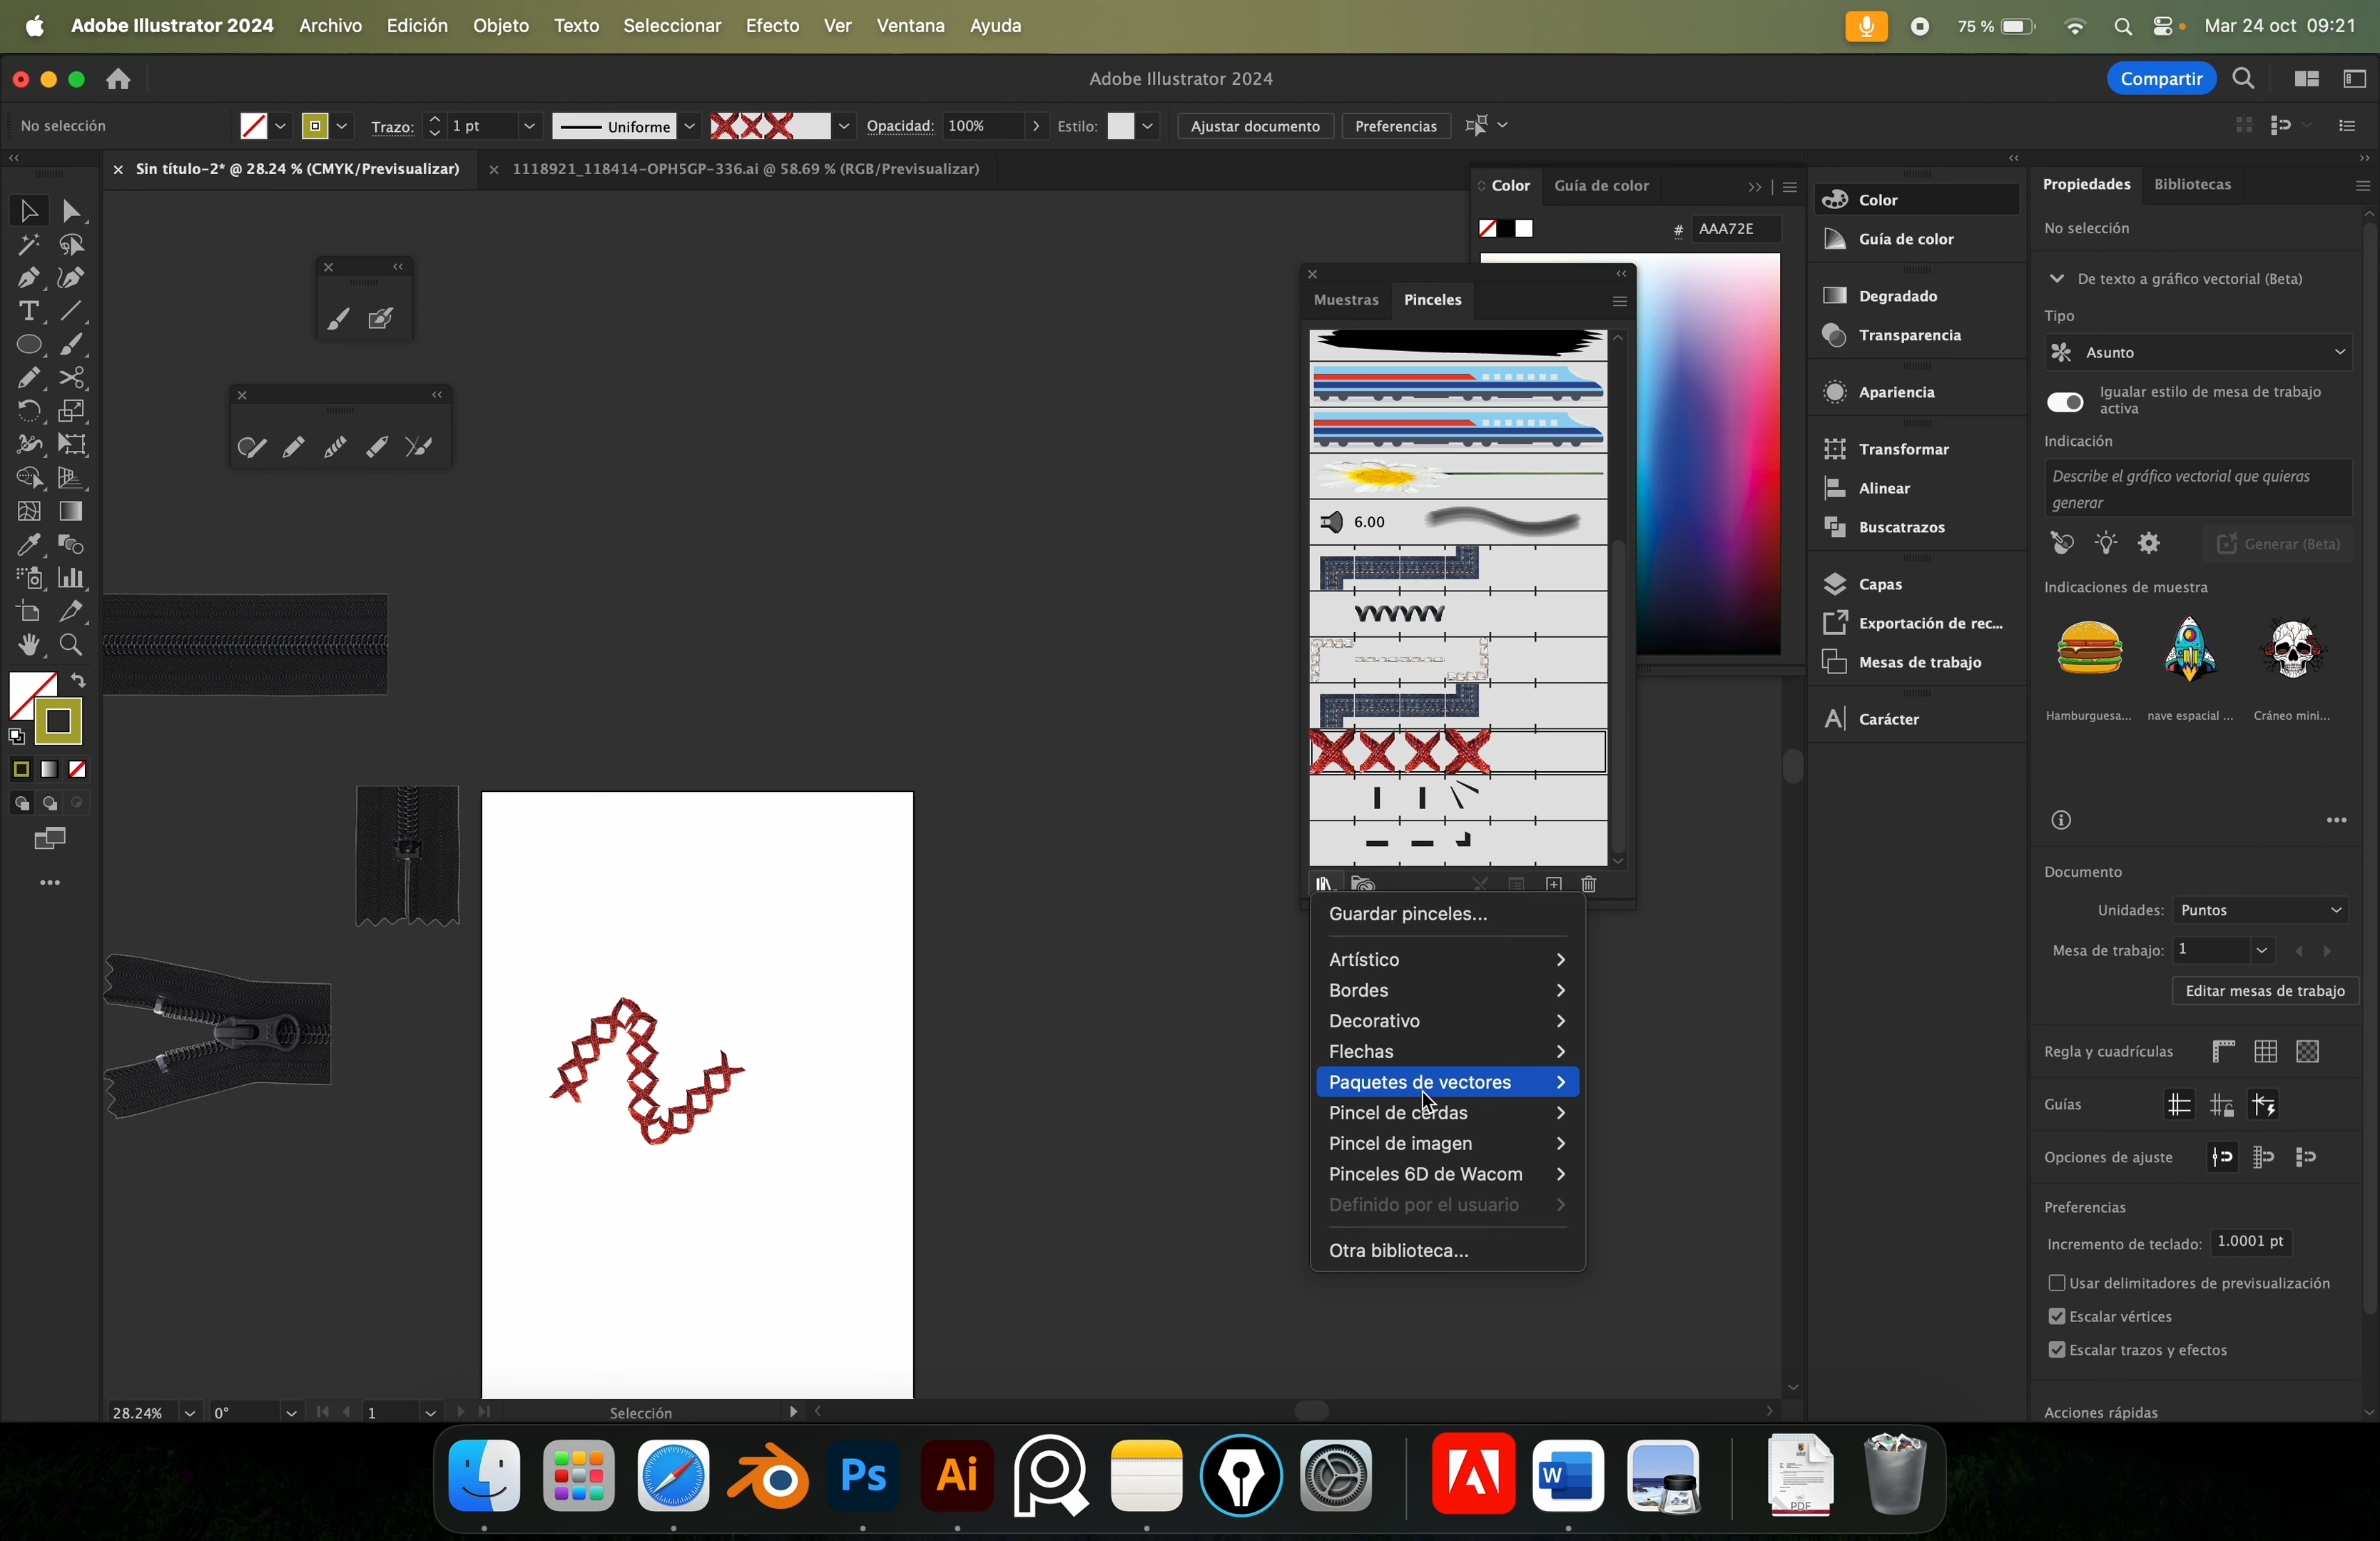 Adobe Illustrator 2024 Archivo Edición Objeto Texto Seleccionar Efecto Ver Ventana Ayuda 75 % Mar 24 oct 09:21
Adobe Illustrator 2024
Compartir
No selección Trazo: 1 pt Uniforme Opacidad: 100% Estilo: Ajustar documento Preferencias
Sin título-2* @ 28.24 % (CMYK/Previsualizar) 1118921_118414-OPH5GP-336.ai @ 58.69 % (RGB/Previsualizar)
Color Guía de color
# AAA72E
Muestras Pinceles
6.00
Guardar pinceles...
Artístico
Bordes
Decorativo
Flechas
Paquetes de vectores
Pincel de cerdas
Pincel de imagen
Pinceles 6D de Wacom
Definido por el usuario
Otra biblioteca...
Color
Guía de color
Degradado
Transparencia
Apariencia
Transformar
Alinear
Buscatrazos
Capas
Exportación de rec...
Mesas de trabajo
Carácter
Propiedades Bibliotecas
No selección
De texto a gráfico vectorial (Beta)
Tipo
Asunto
Igualar estilo de mesa de trabajo
activa
Indicación
Describe el gráfico vectorial que quieras
generar
Generar (Beta)
Indicaciones de muestra
Hamburguesa... nave espacial ... Cráneo mini...
Documento
Unidades: Puntos
Mesa de trabajo: 1
Editar mesas de trabajo
Regla y cuadrículas
Guías
Opciones de ajuste
Preferencias
Incremento de teclado: 1.0001 pt
Usar delimitadores de previsualización
Escalar vértices
Escalar trazos y efectos
Acciones rápidas
28.24% 0° 1 Selección
Ps Ai W PDF